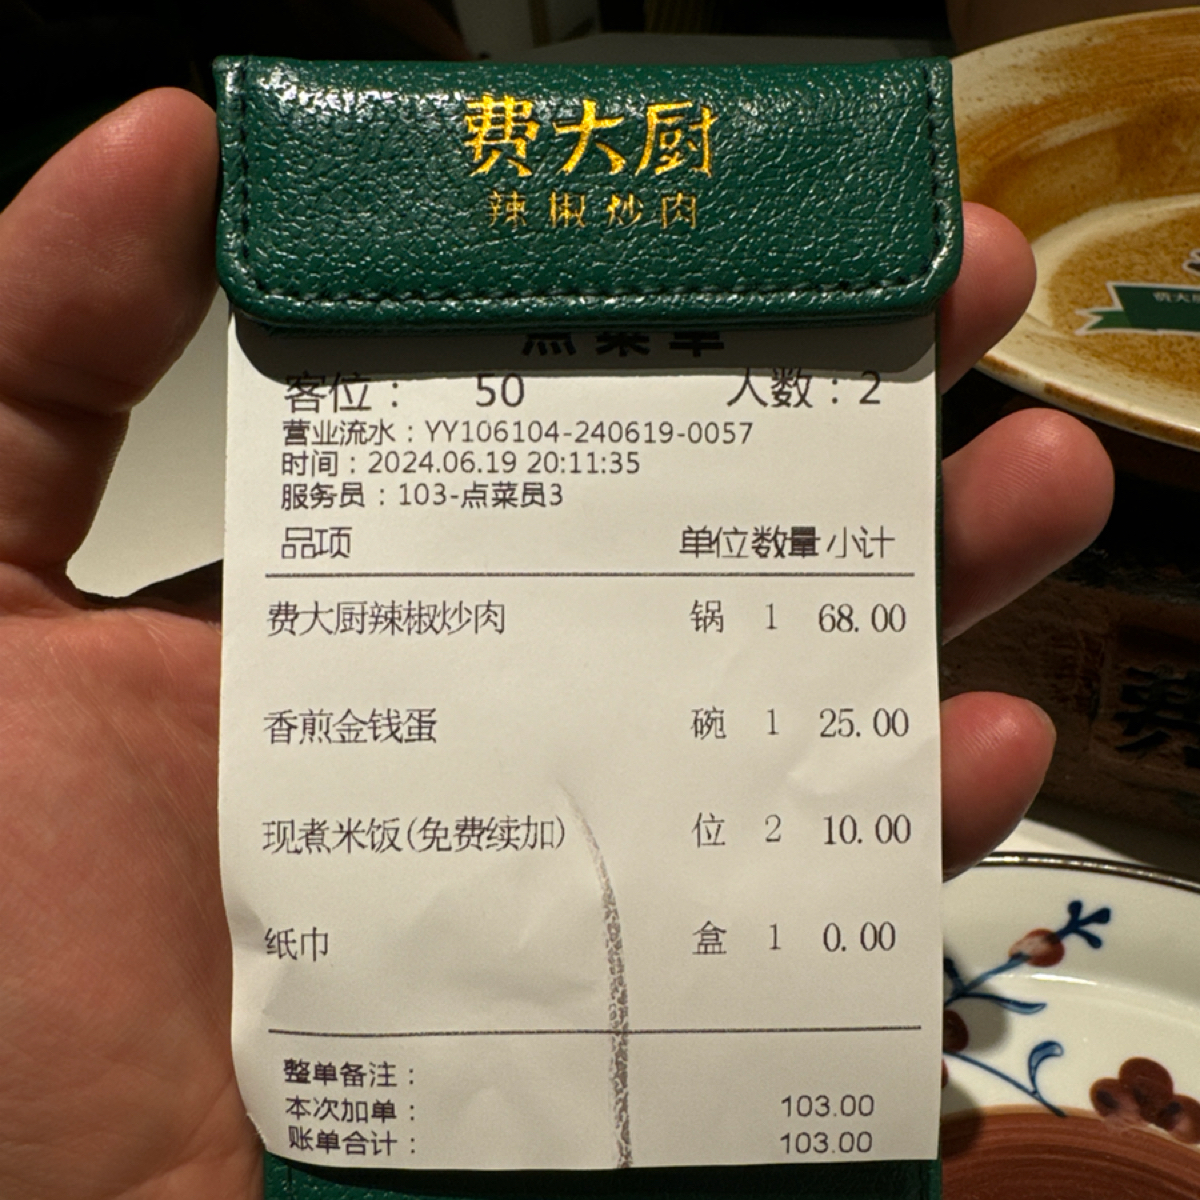 费大厨
辣椒炒肉
点菜单
客位： 50 人数：2
营业流水：YY106104-240619-0057
时间：2024.06.19 20:11:35
服务员：103-点菜员3
品项 单位 数量 小计
费大厨辣椒炒肉 锅 1 68.00
香煎金钱蛋 碗 1 25.00
现煮米饭(免费续加) 位 2 10.00
纸巾 盒 1 0.00
整单备注：
本次加单： 103.00
账单合计： 103.00